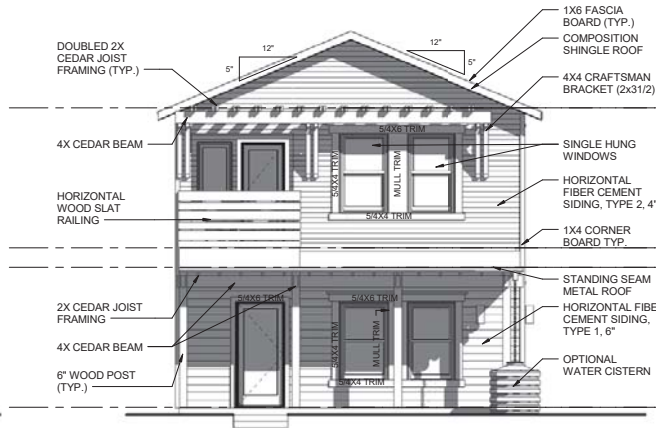 1X6 FASCIA
BOARD (TYP.)
COMPOSITION
SHINGLE ROOF
4X4 CRAFTSMAN
BRACKET (2x31/2)
DOUBLED 2X
CEDAR JOIST
FRAMING (TYP.)
12"
5"
12"
5"
4X CEDAR BEAM
5/4X6 TRIM
5/4X4 TRIM
MULL TRIM
5/4X4 TRIM
SINGLE HUNG
WINDOWS
HORIZONTAL
WOOD SLAT
RAILING
HORIZONTAL
FIBER CEMENT
SIDING, TYPE 2, 4"
1X4 CORNER
BOARD TYP.
STANDING SEAM
METAL ROOF
2X CEDAR JOIST
FRAMING
4X CEDAR BEAM
6" WOOD POST
(TYP.)
5/4X6 TRIM
5/4X6 TRIM
5/4X4 TRIM
MULL TRIM
5/4X4 TRIM
HORIZONTAL FIBE
CEMENT SIDING,
TYPE 1, 6"
OPTIONAL
WATER CISTERN